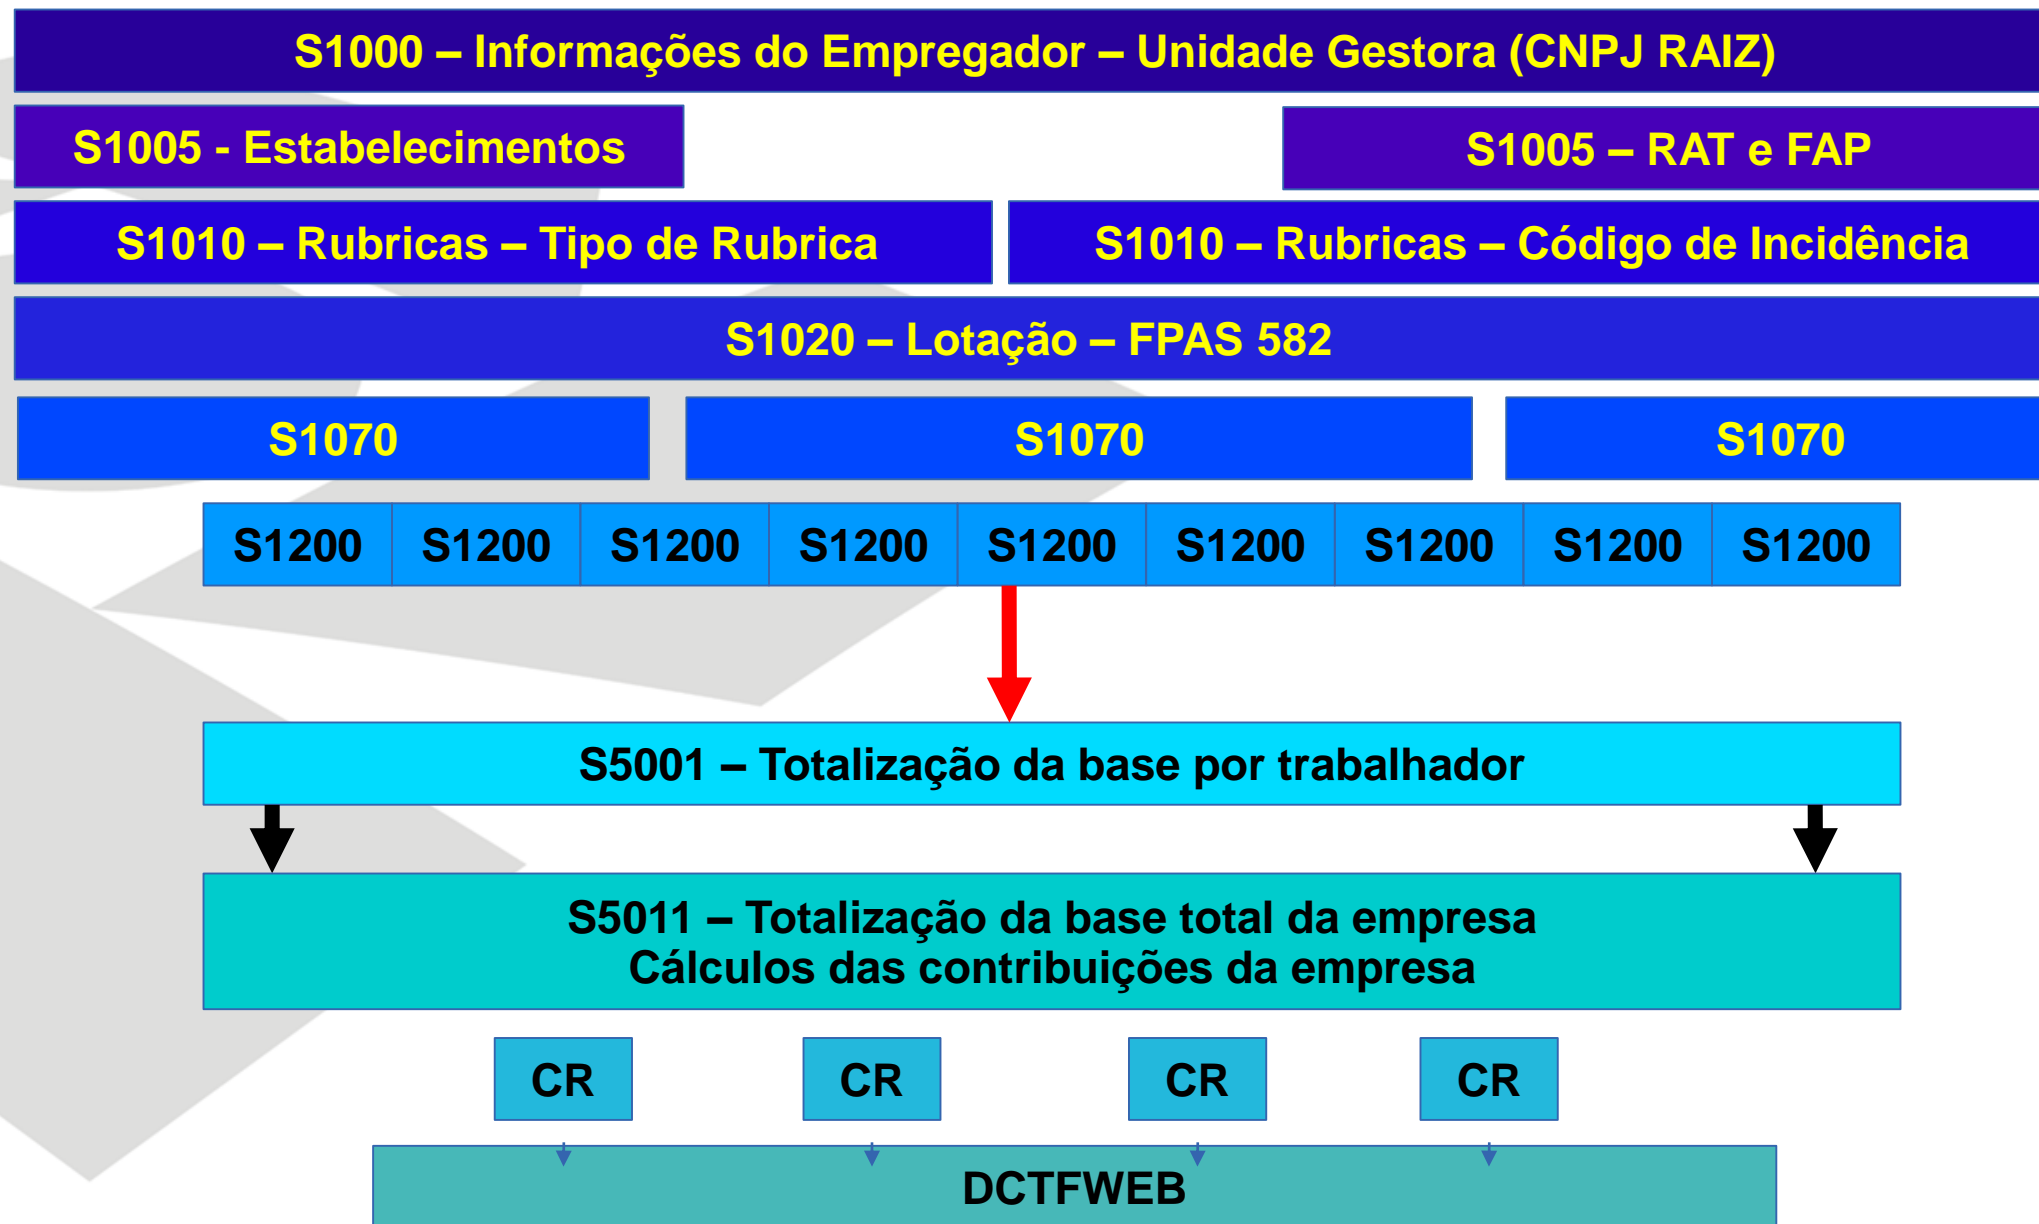 S1000 – Informações do Empregador – Unidade Gestora (CNPJ RAIZ)
S1005 - Estabelecimentos
S1005 – RAT e FAP
S1010 – Rubricas – Tipo de Rubrica
S1010 – Rubricas – Código de Incidência
S1020 – Lotação – FPAS 582
S1070
S1070
S1070
S1200
S1200
S1200
S1200
S1200
S1200
S1200
S1200
S1200
S5001 – Totalização da base por trabalhador
S5011 – Totalização da base total da empresa
Cálculos das contribuições da empresa
CR
CR
CR
CR
DCTFWEB